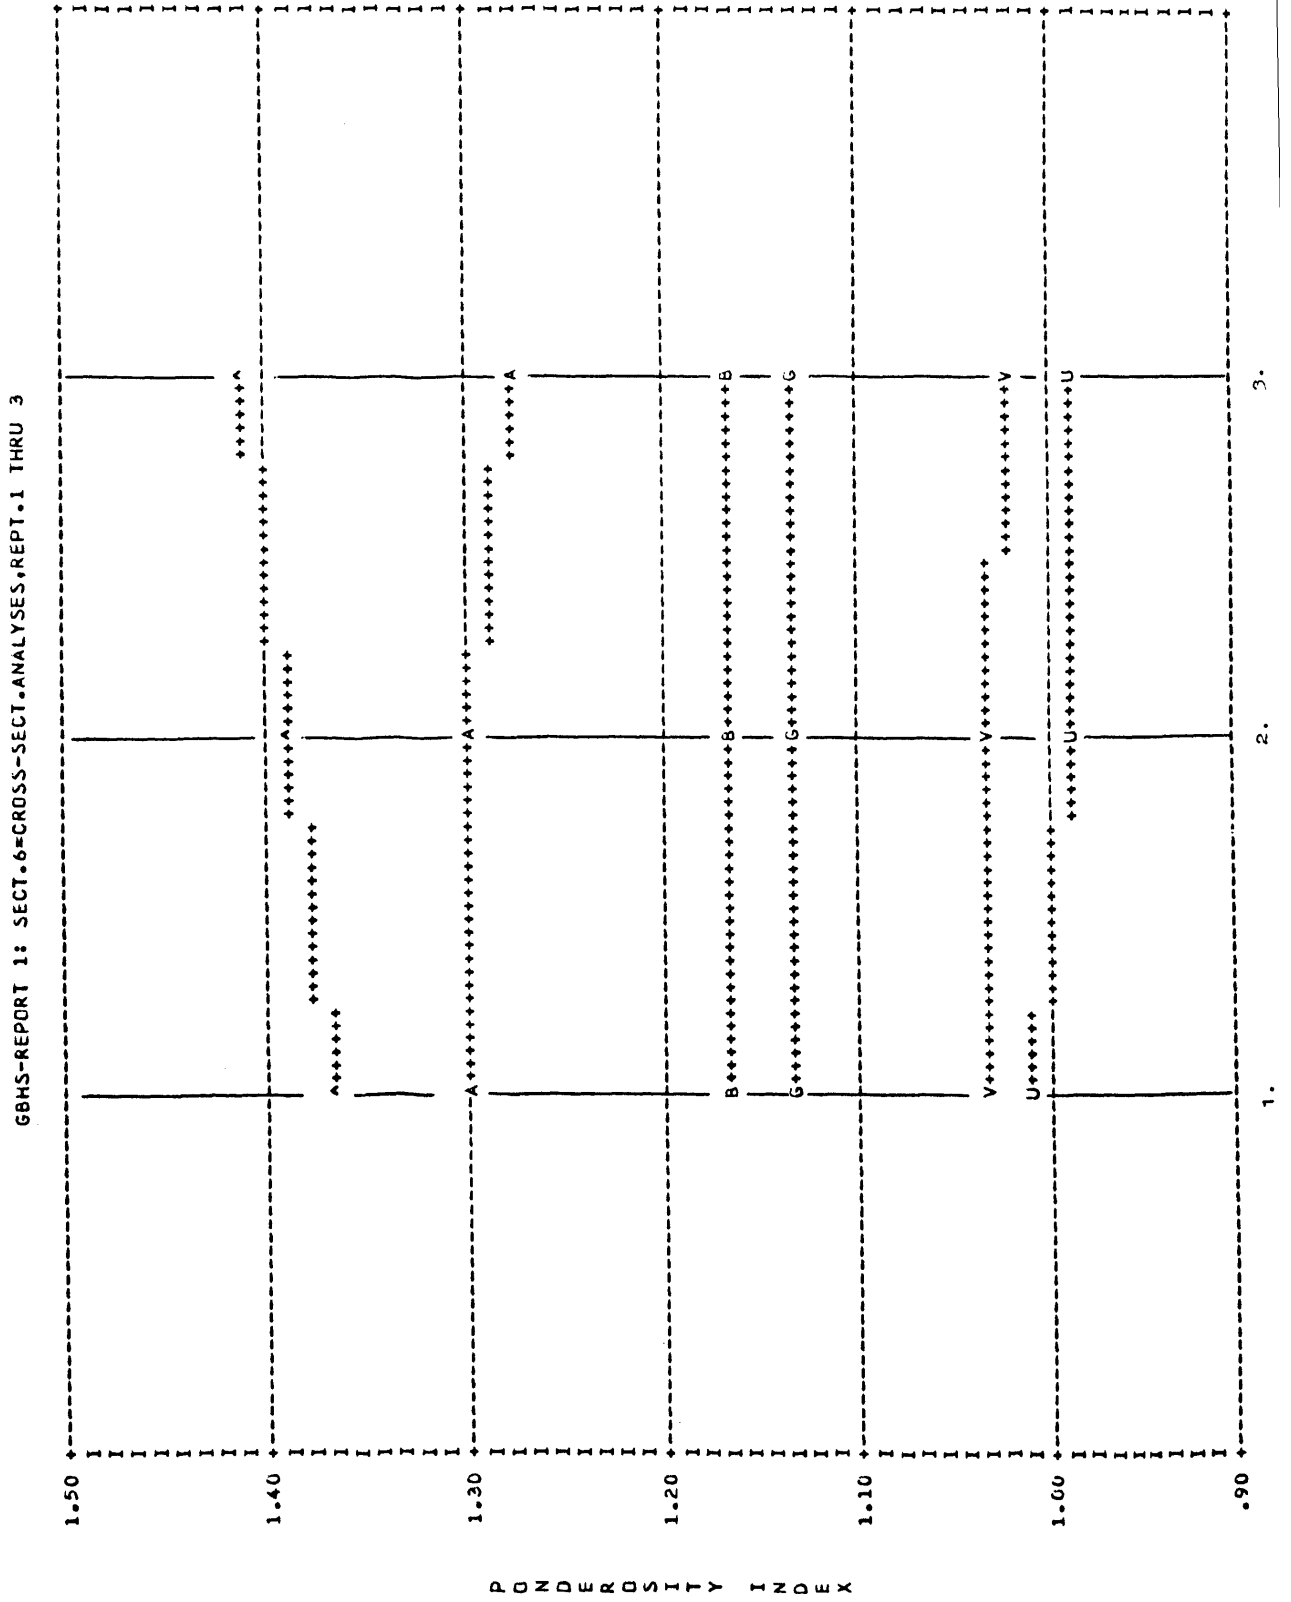 GBHS-REPORT 1: SECT.6=CROSS-SECT.ANALYSES,REPT.1 THRU 3
PONDEROSITY INDEX
1.50
1.40
1.30
1.20
1.10
1.00
.90
^ ^ ^
A A A
B B B
G G G
V V V
U U U
1. 2. 3.